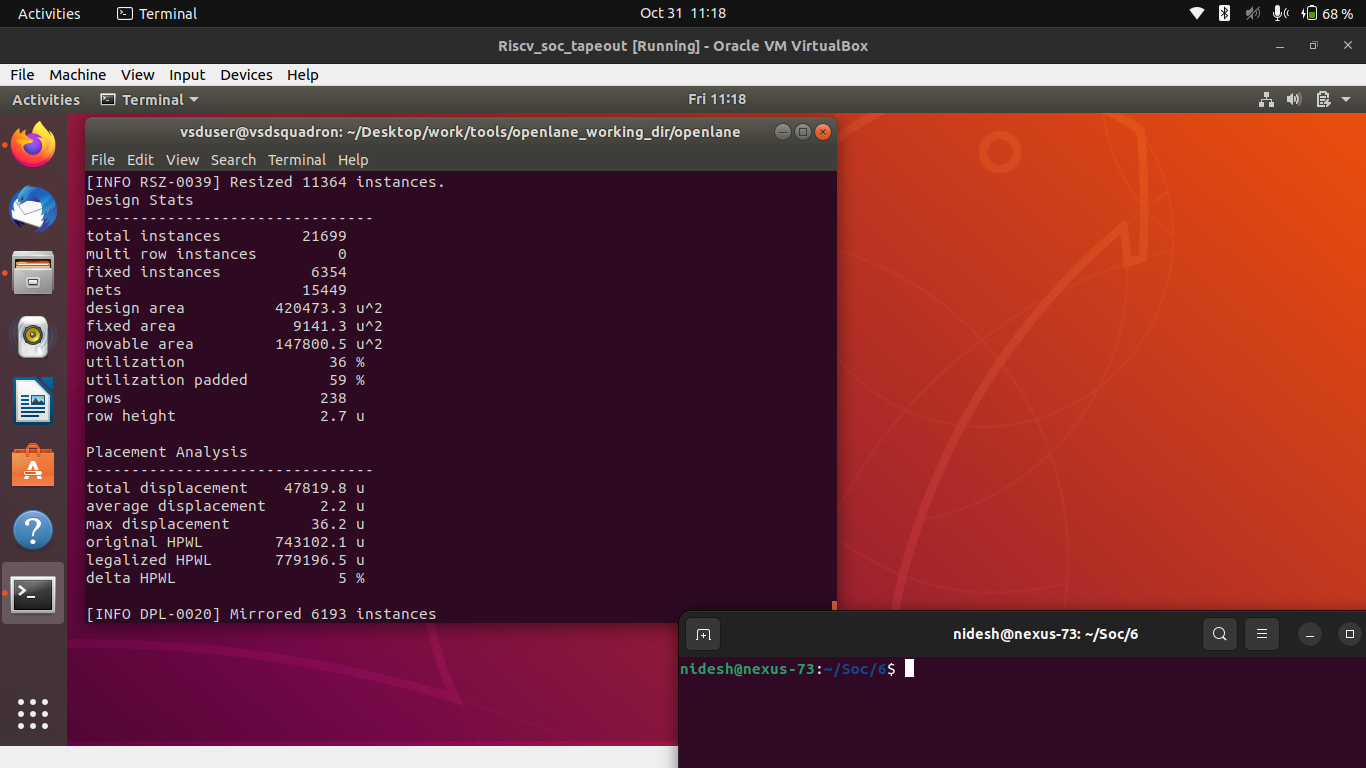 Activities Terminal Oct 31 11:18 68 %
Riscv_soc_tapeout [Running] - Oracle VM VirtualBox
File Machine View Input Devices Help
Activities Terminal Fri 11:18
vsduser@vsdsquadron: ~/Desktop/work/tools/openlane_working_dir/openlane
File Edit View Search Terminal Help
[INFO RSZ-0039] Resized 11364 instances.
Design Stats
--------------------------------
total instances         21699
multi row instances         0
fixed instances          6354
nets                    15449
design area          420473.3 u^2
fixed area             9141.3 u^2
movable area         147800.5 u^2
utilization                36 %
utilization padded         59 %
rows                      238
row height                2.7 u
Placement Analysis
--------------------------------
total displacement    47819.8 u
average displacement      2.2 u
max displacement         36.2 u
original HPWL        743102.1 u
legalized HPWL       779196.5 u
delta HPWL                  5 %
[INFO DPL-0020] Mirrored 6193 instances
nidesh@nexus-73: ~/Soc/6
nidesh@nexus-73:~/Soc/6$